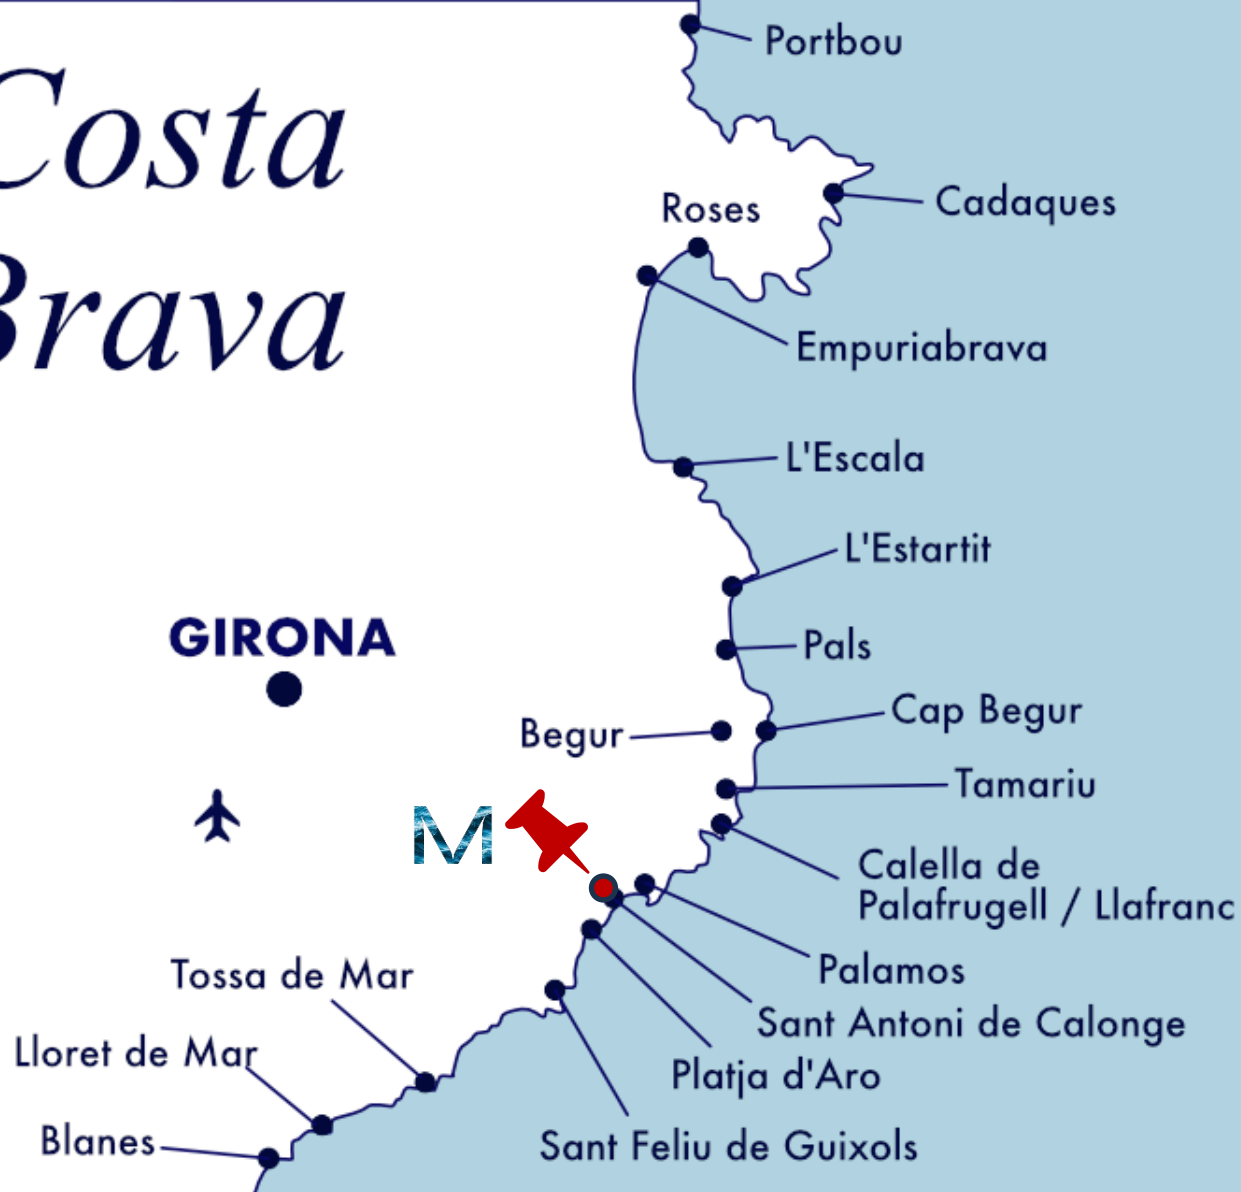 Portbou
Costa
Cadaques
Roses
Brava
Empuriabrava
L'Escala
L'Estartit
GIRONA
Pals
Cap Begur
Begur
Tamariu
M
Calella de
Palafrugell / Llafranc
Palamos
Tossa de Mar
Sant Antoni de Calonge
Lloret de Mar
Platja d'Aro
Blanes
Sant Feliu de Guixols